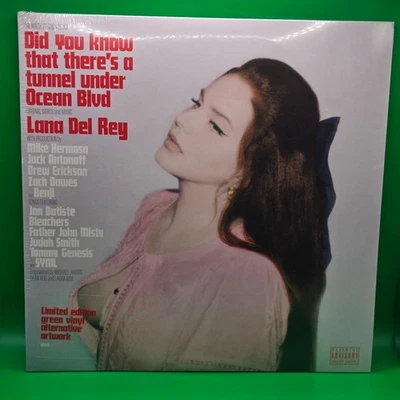 Did You know
that there's a
tunnel under
Ocean Blvd
Lana Del Rey
Mike Hermosa
Jack Antonoff
Drew Erickson
Zach Dawes
Benji
Jon Batiste
Bleachers
Father John Misty
Judah Smith
Tommy Genesis
SYML
Limited edition
green vinyl
alternative
artwork
PARENTAL
ADVISORY